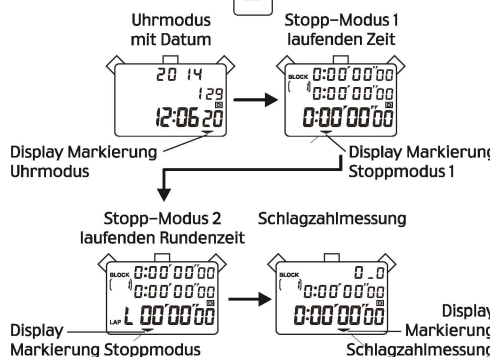 Uhrmodus
mit Datum
20 14
1 29
12:06 20
Display Markierung
Uhrmodus
Stopp-Modus 1
laufenden Zeit
BLOCK 0:00'00"00
0:00'00"00
0:00'00"00
Display Markierung
Stoppmodus 1
Stopp-Modus 2
laufenden Rundenzeit
BLOCK 0:00'00"00
0:00'00"00
LAP L 00'00"00
Display
Markierung Stoppmodus
Schlagzahlmessung
BLOCK 0_0
0:00'00"00
0:00'00"00
Display
Markierung
Schlagzahlmessung